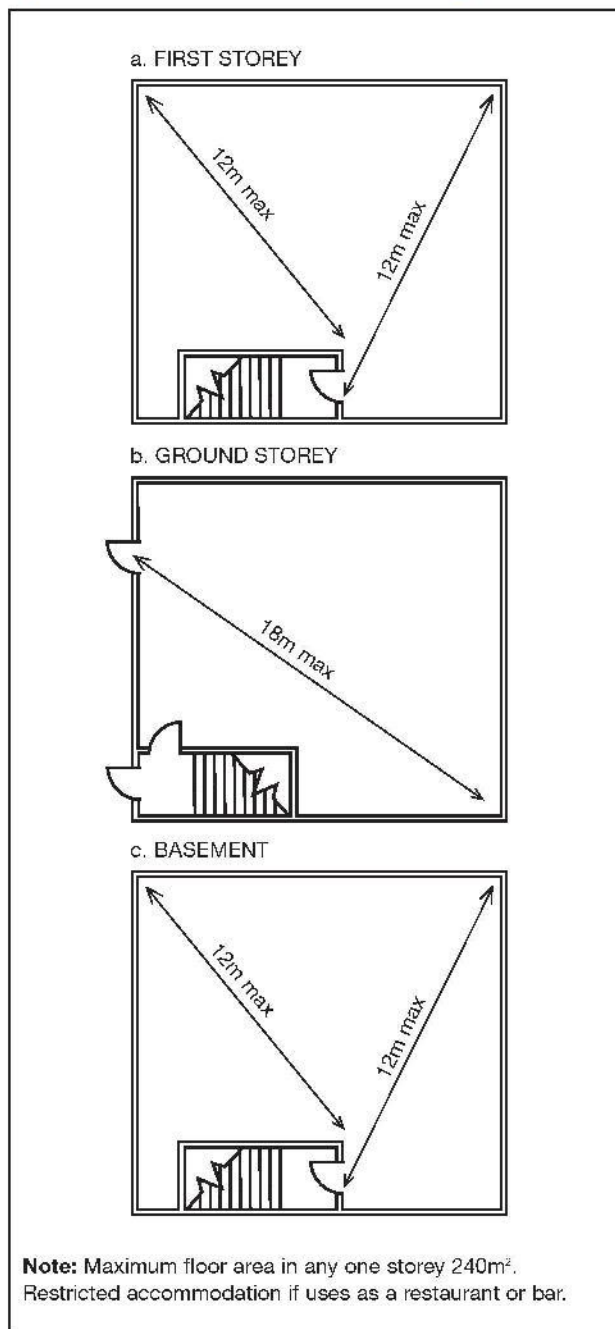 a. FIRST STOREY
12m max
12m max
b. GROUND STOREY
18m max
c. BASEMENT
12m max
12m max
Note: Maximum floor area in any one storey 240m².
Restricted accommodation if uses as a restaurant or bar.